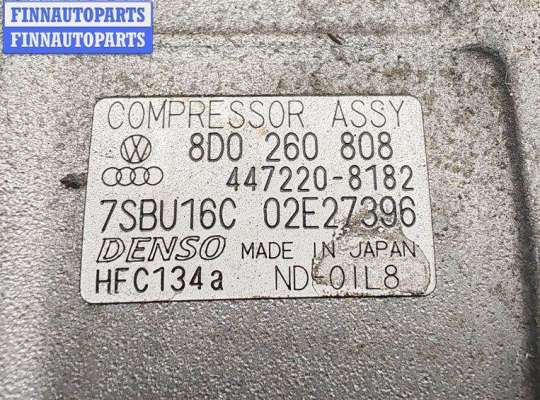 FINNAUTOPARTS
FINNAUTOPARTS
COMPRESSOR ASSY
8D0 260 808
447220-8182
7SBU16C 02E27396
DENSO MADE IN JAPAN
HFC134a ND-OIL8